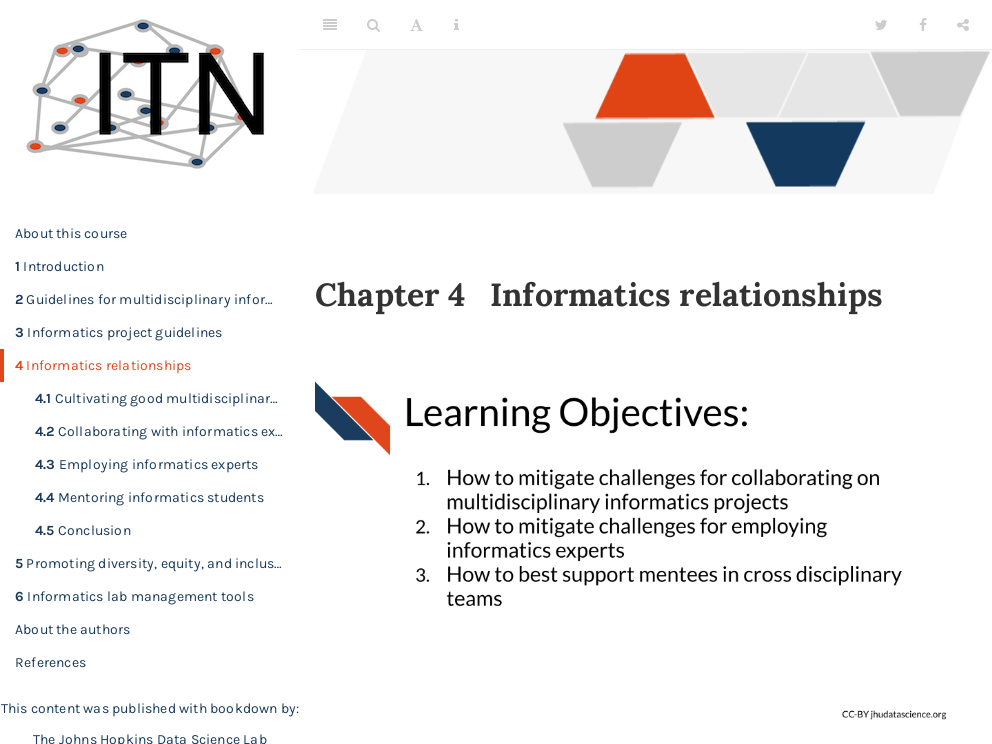 ITN
About this course
1 Introduction
2 Guidelines for multidisciplinary infor…
3 Informatics project guidelines
4 Informatics relationships
4.1 Cultivating good multidisciplinar…
4.2 Collaborating with informatics ex…
4.3 Employing informatics experts
4.4 Mentoring informatics students
4.5 Conclusion
5 Promoting diversity, equity, and inclus…
6 Informatics lab management tools
About the authors
References
This content was published with bookdown by:
The Johns Hopkins Data Science Lab
A
Chapter 4 Informatics relationships
Learning Objectives:
1. How to mitigate challenges for collaborating on
multidisciplinary informatics projects
2. How to mitigate challenges for employing
informatics experts
3. How to best support mentees in cross disciplinary
teams
CC-BY jhudatascience.org